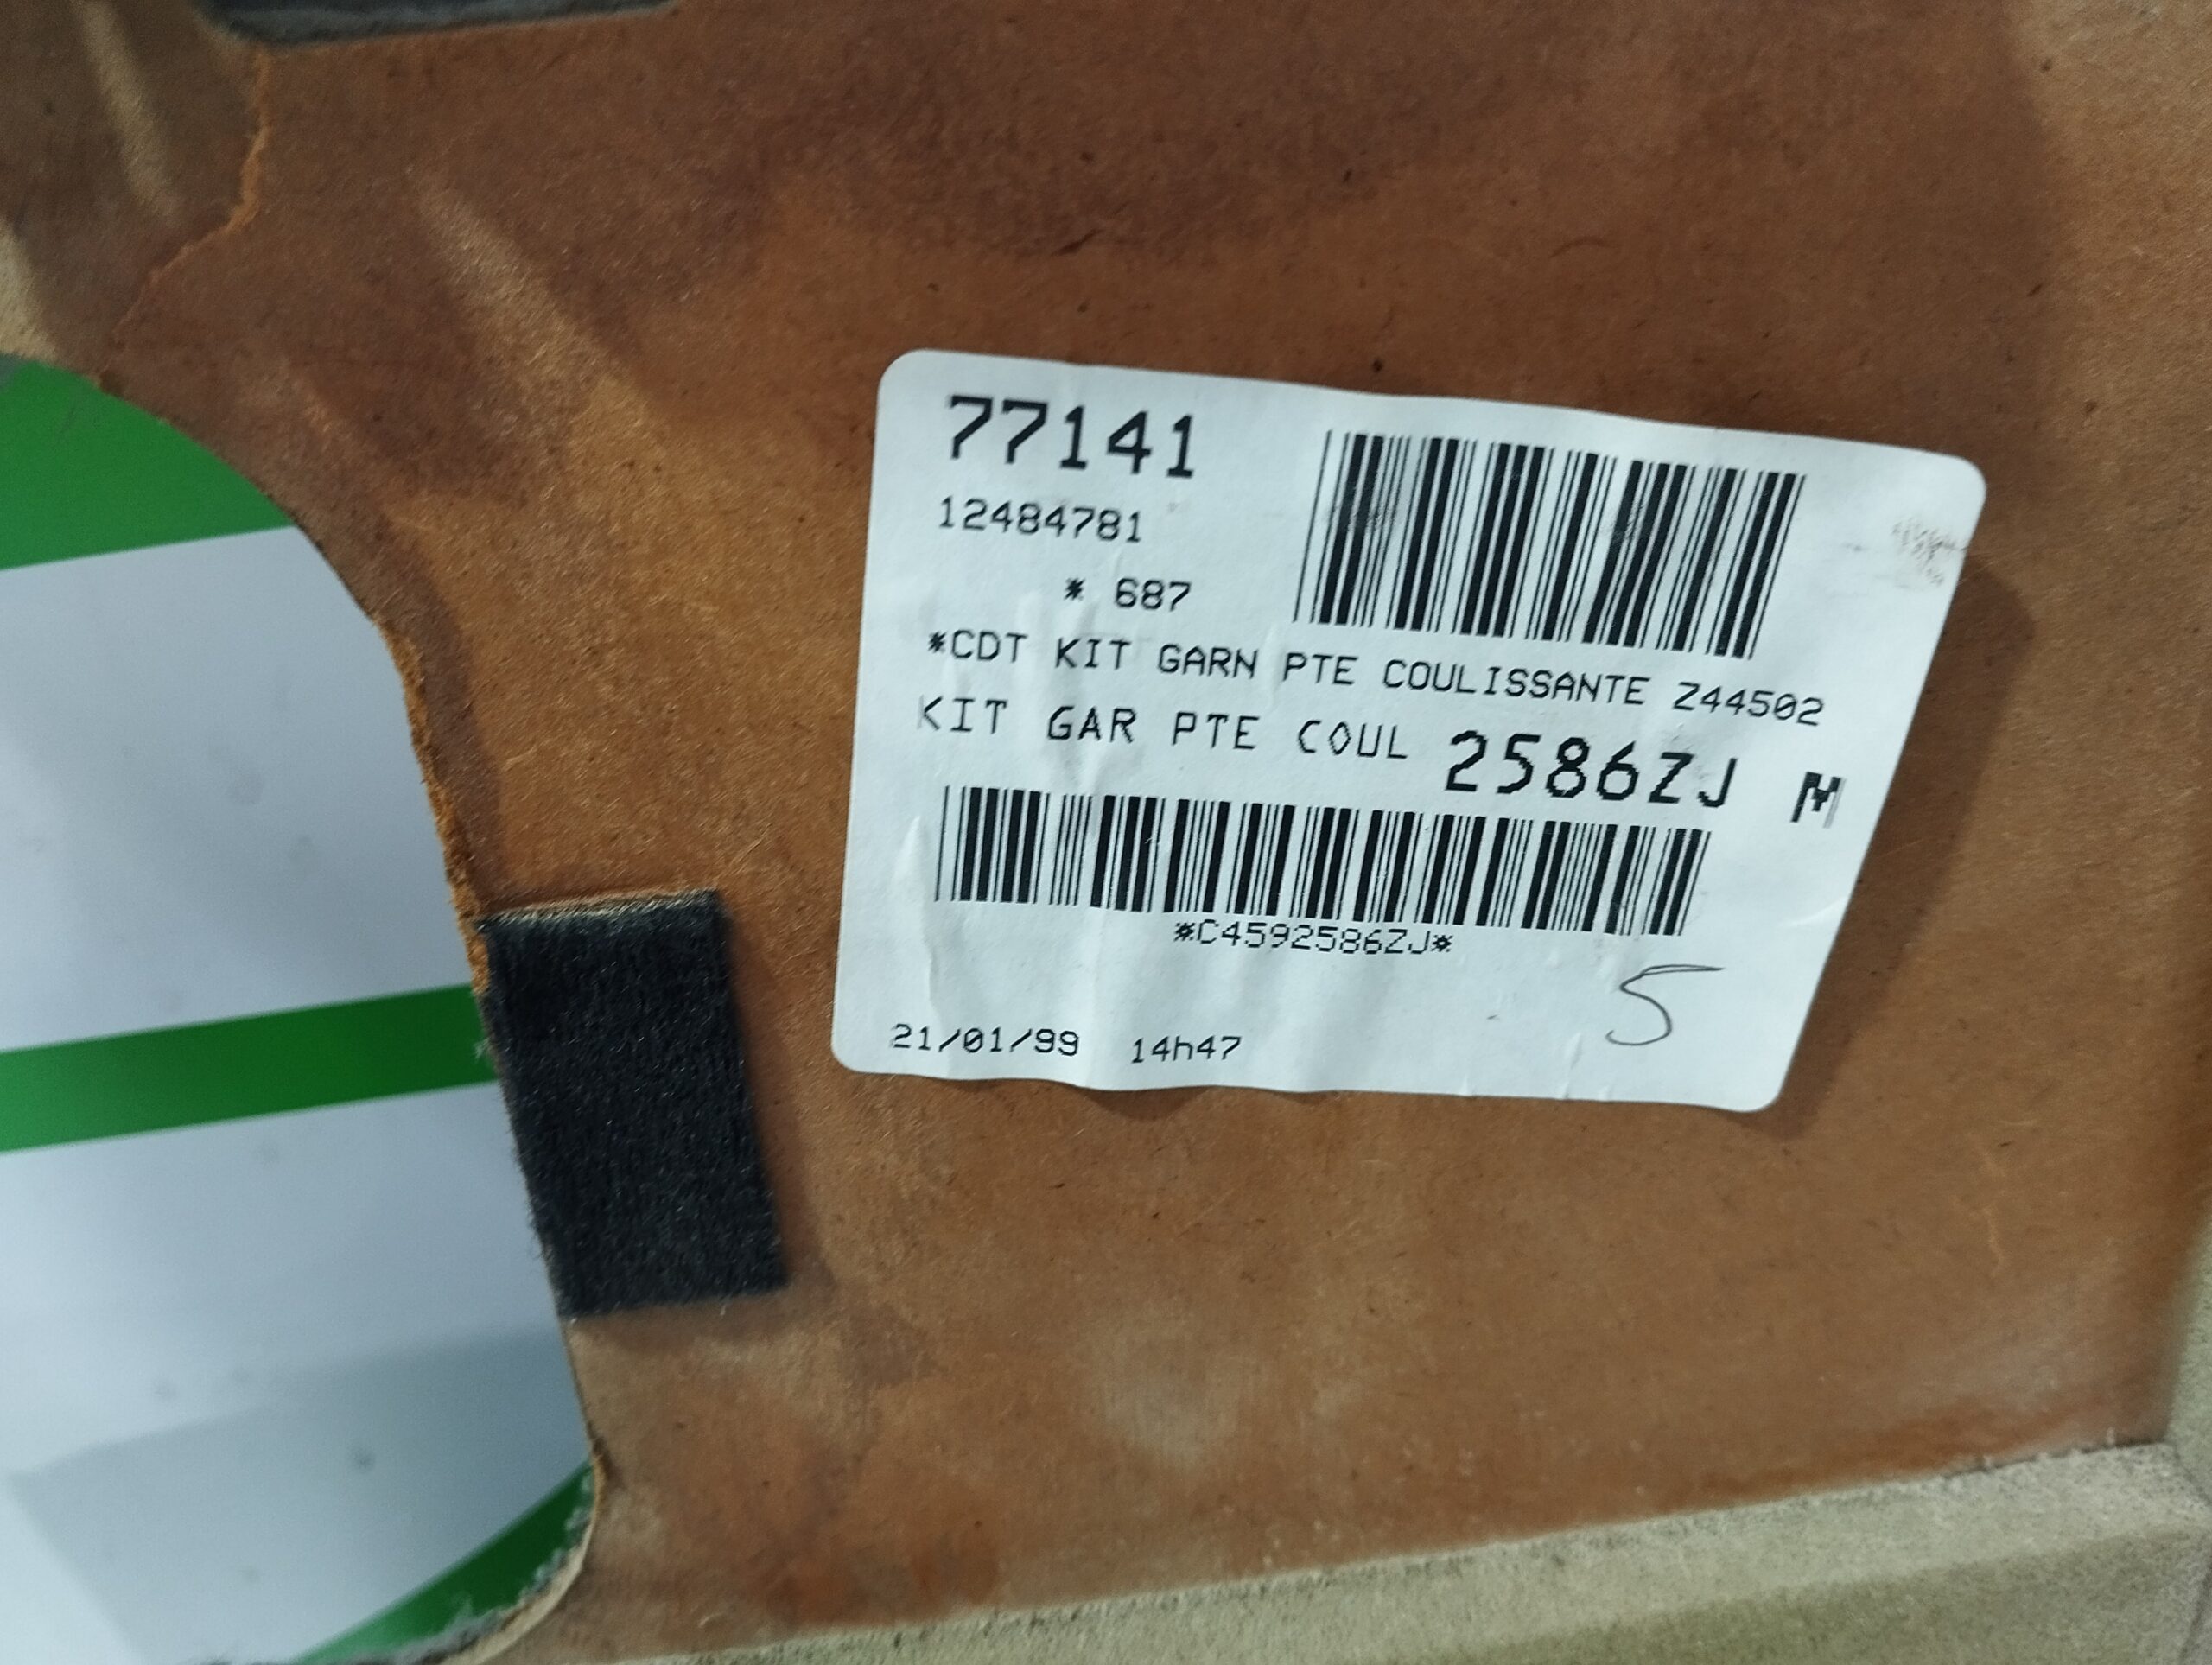 77141
12484781
* 687
*CDT KIT GARN PTE COULISSANTE Z44502
KIT GAR PTE COUL 2586ZJ M
*C4592586ZJ*
5
21/01/99 14h47